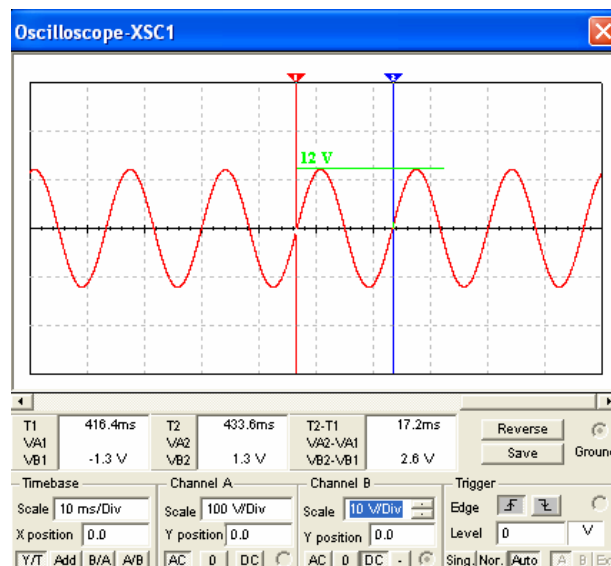 Oscilloscope-XSC1
1 2
12 V
T1 416.4ms T2 433.6ms T2-T1 17.2ms Reverse
VA1 VA2 VA2-VA1 Save Ground
VB1 -1.3 V VB2 1.3 V VB2-VB1 2.6 V
Timebase Channel A Channel B Trigger
Scale 10 ms/Div Scale 100 V/Div Scale 10 V/Div Edge
X position 0.0 Y position 0.0 Y position 0.0 Level 0 V
Y/T Add B/A A/B AC 0 DC AC 0 DC - Sing. Nor. Auto A B Ext